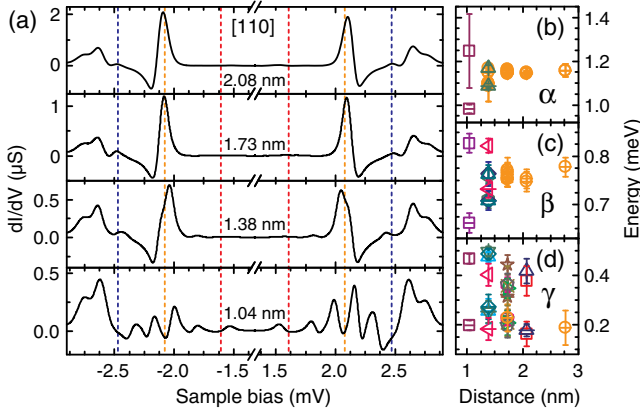 (a)
[110]
2
0
2.08 nm
1
0
1.73 nm
0.5
0.0
1.38 nm
0.5
0.0
1.04 nm
-2.5 -2.0 -1.5 1.5 2.0 2.5
Sample bias (mV)
dI/dV (µS)
(b)
α
1.4
1.2
1.0
(c)
β
0.8
0.7
(d)
γ
0.4
0.2
0 1 2 3
Distance (nm)
Energy (meV)